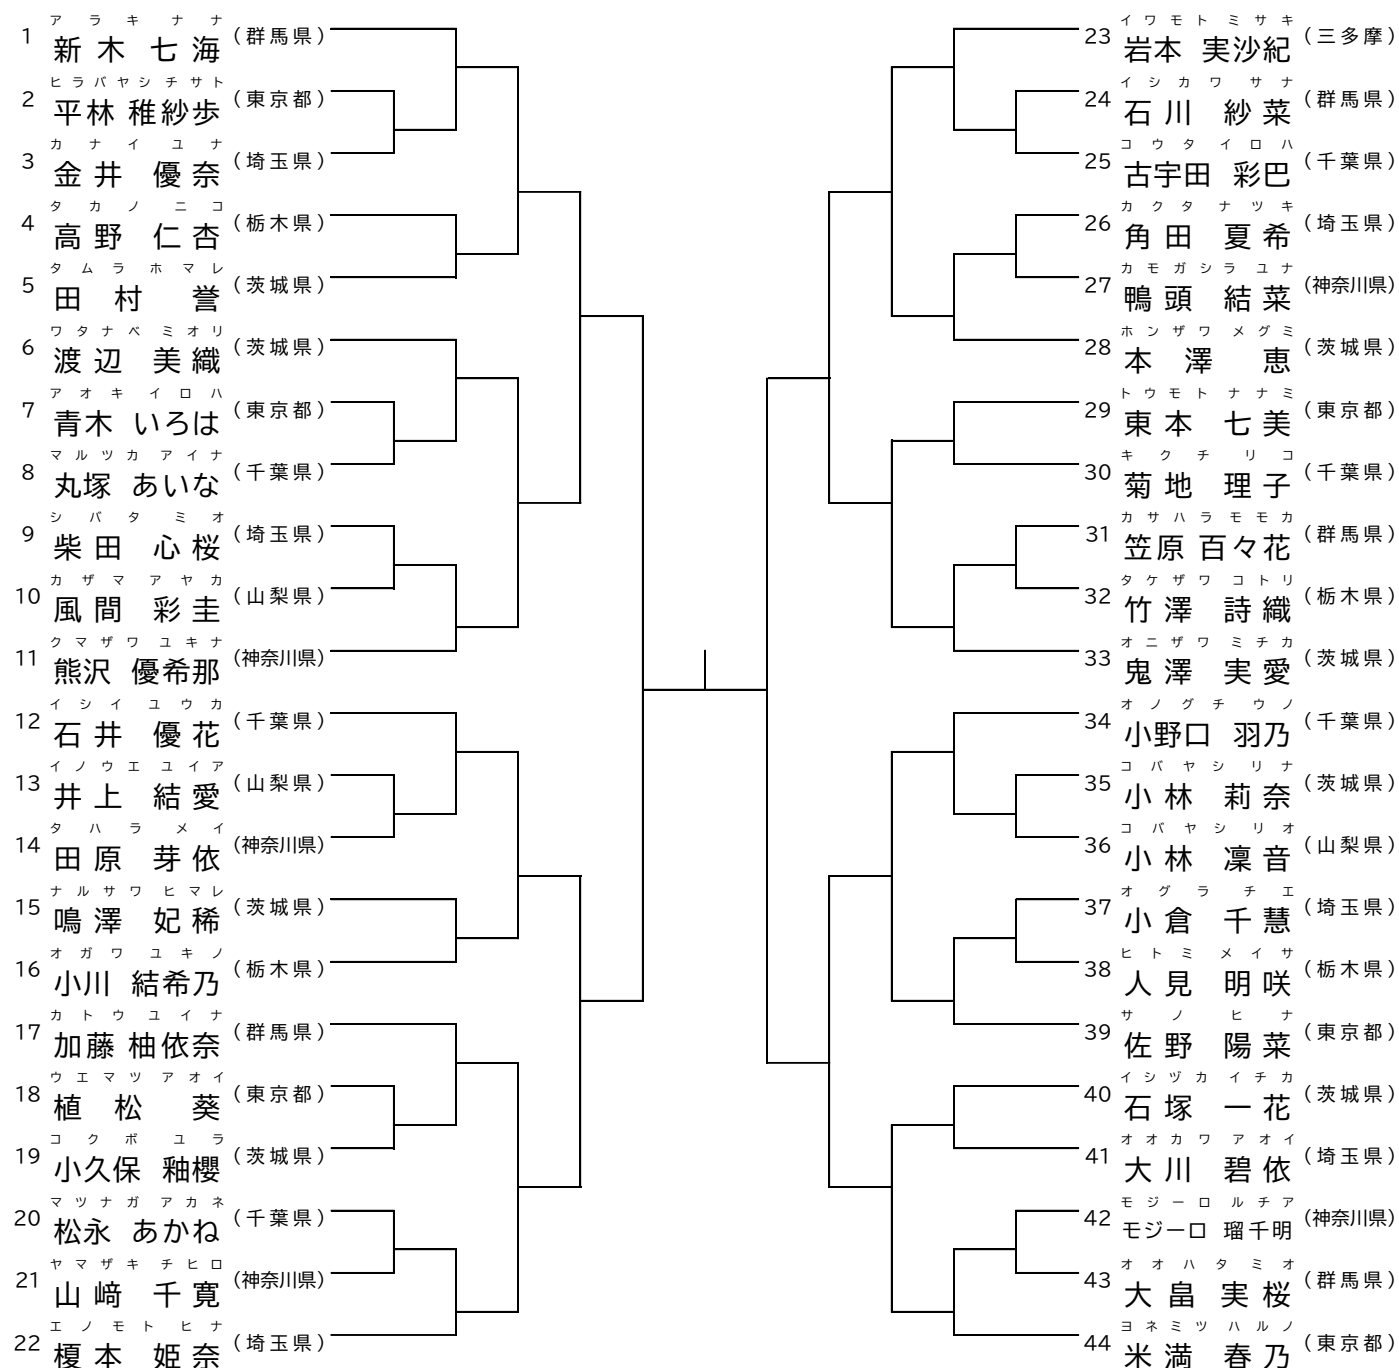 アラキ ナナ
1 新木 七海 (群馬県)
ヒラバヤシ チサト
2 平林 稚紗歩 (東京都)
カナイ ユナ
3 金井 優奈 (埼玉県)
タカノ ニコ
4 高野 仁杏 (栃木県)
タムラ ホマレ
5 田村 誉 (茨城県)
ワタナベ ミオリ
6 渡辺 美織 (茨城県)
アオキ イロハ
7 青木 いろは (東京都)
マルツカ アイナ
8 丸塚 あいな (千葉県)
シバタ ミオ
9 柴田 心桜 (埼玉県)
カザマ アヤカ
10 風間 彩圭 (山梨県)
クマザワ ユキナ
11 熊沢 優希那 (神奈川県)
イシイ ユウカ
12 石井 優花 (千葉県)
イノウエ ユイア
13 井上 結愛 (山梨県)
タハラ メイ
14 田原 芽依 (神奈川県)
ナルサワ ヒマレ
15 鳴澤 妃稀 (茨城県)
オガワ ユキノ
16 小川 結希乃 (栃木県)
カトウ ユイナ
17 加藤 柚依奈 (群馬県)
ウエマツ アオイ
18 植松 葵 (東京都)
コクボ ユラ
19 小久保 釉櫻 (茨城県)
マツナガ アカネ
20 松永 あかね (千葉県)
ヤマザキ チヒロ
21 山﨑 千寛 (神奈川県)
エノモト ヒナ
22 榎本 姫奈 (埼玉県)
イワモト ミサキ
23 岩本 実沙紀 (三多摩)
イシカワ サナ
24 石川 紗菜 (群馬県)
コウタ イロハ
25 古宇田 彩巴 (千葉県)
カクタ ナツキ
26 角田 夏希 (埼玉県)
カモガシラ ユナ
27 鴨頭 結菜 (神奈川県)
ホンザワ メグミ
28 本澤 恵 (茨城県)
トウモト ナナミ
29 東本 七美 (東京都)
キクチ リコ
30 菊地 理子 (千葉県)
カサハラ モモカ
31 笠原 百々花 (群馬県)
タケザワ コトリ
32 竹澤 詩織 (栃木県)
オニザワ ミチカ
33 鬼澤 実愛 (茨城県)
オノグチ ウノ
34 小野口 羽乃 (千葉県)
コバヤシ リナ
35 小林 莉奈 (茨城県)
コバヤシ リオ
36 小林 凜音 (山梨県)
オグラ チエ
37 小倉 千慧 (埼玉県)
ヒトミ メイサ
38 人見 明咲 (栃木県)
サノ ヒナ
39 佐野 陽菜 (東京都)
イシヅカ イチカ
40 石塚 一花 (茨城県)
オオカワ アオイ
41 大川 碧依 (埼玉県)
モジーロ ルチア
42 モジーロ 瑠千明 (神奈川県)
オオハタ ミオ
43 大畠 実桜 (群馬県)
ヨネミツ ハルノ
44 米満 春乃 (東京都)